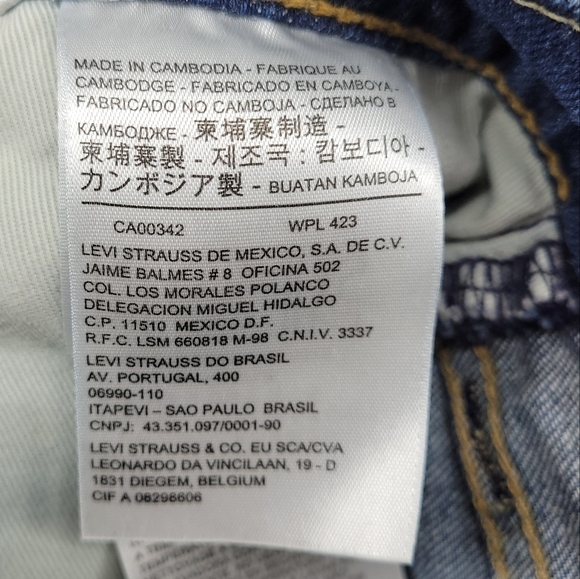 MADE IN CAMBODIA - FABRIQUE AU
CAMBODGE - FABRICADO EN CAMBOYA -
FABRICADO NO CAMBOJA - СДЕЛАНО В
КАМБОДЖЕ - 柬埔寨制造 -
柬埔寨製 - 제조국 : 캄보디아 -
カンボジア製 - BUATAN KAMBOJA
CA00342 WPL 423
LEVI STRAUSS DE MEXICO, S.A. DE C.V.
JAIME BALMES # 8 OFICINA 502
COL. LOS MORALES POLANCO
DELEGACION MIGUEL HIDALGO
C.P. 11510 MEXICO D.F.
R.F.C. LSM 660818 M-98 C.N.I.V. 3337
LEVI STRAUSS DO BRASIL
AV. PORTUGAL, 400
06990-110
ITAPEVI – SAO PAULO BRASIL
CNPJ: 43.351.097/0001-90
LEVI STRAUSS & CO. EU SCA/CVA
LEONARDO DA VINCILAAN, 19 - D
1831 DIEGEM, BELGIUM
CIF A 08298606